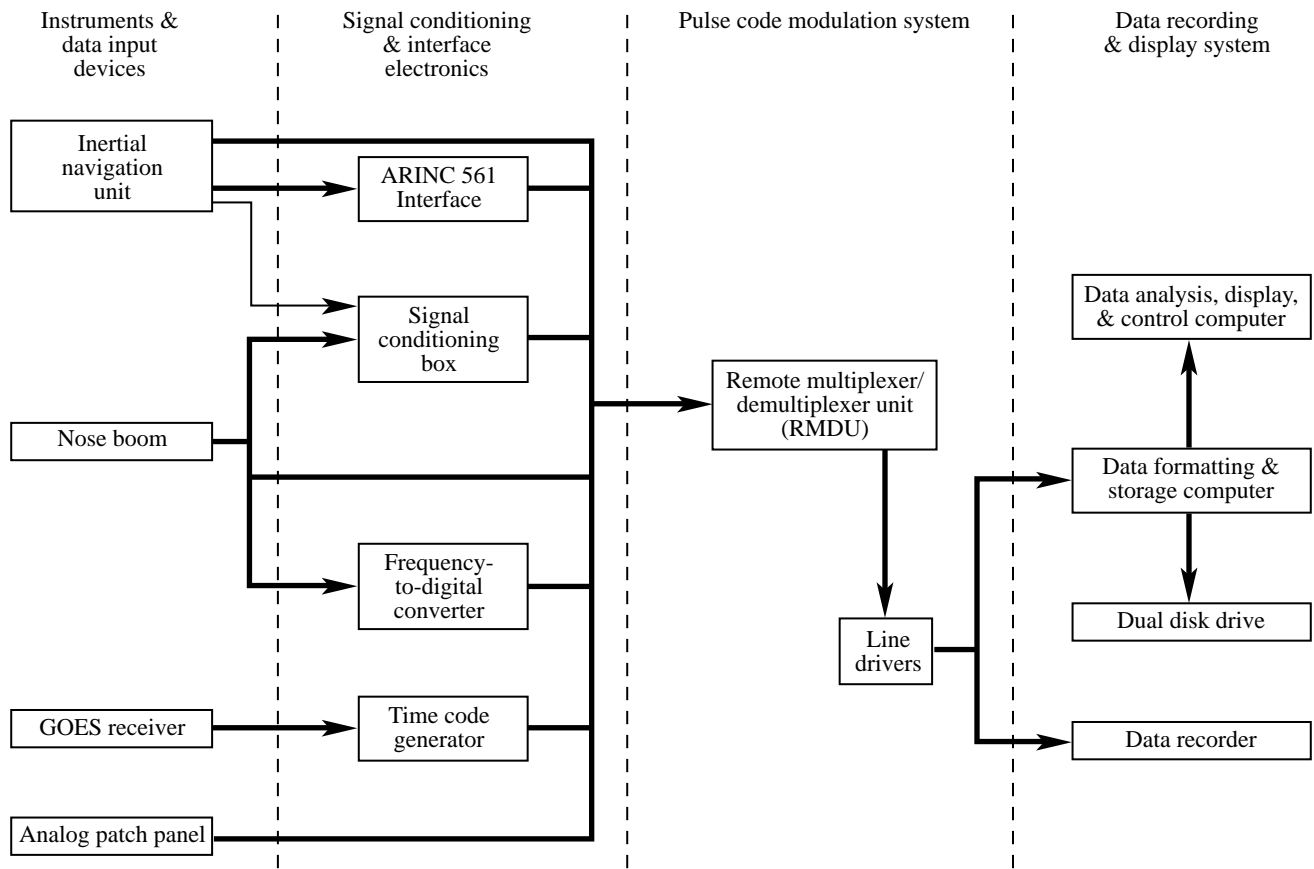 Instruments &
data input
devices
Signal conditioning
& interface
electronics
Pulse code modulation system
Data recording
& display system
Inertial
navigation
unit
ARINC 561
Interface
Signal
conditioning
box
Nose boom
Frequency-
to-digital
converter
GOES receiver
Time code
generator
Analog patch panel
Remote multiplexer/
demultiplexer unit
(RMDU)
Line
drivers
Data analysis, display,
& control computer
Data formatting &
storage computer
Dual disk drive
Data recorder